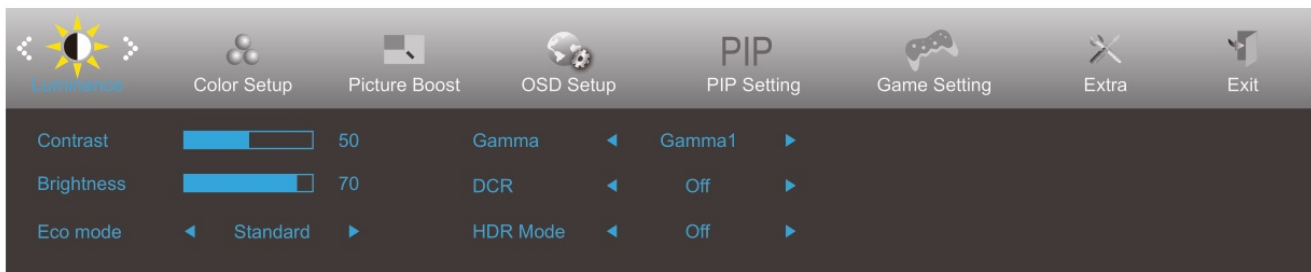 Luminance Color Setup Picture Boost OSD Setup PIP PIP Setting Game Setting Extra Exit
Contrast 50 Gamma Gamma1
Brightness 70 DCR Off
Eco mode Standard HDR Mode Off